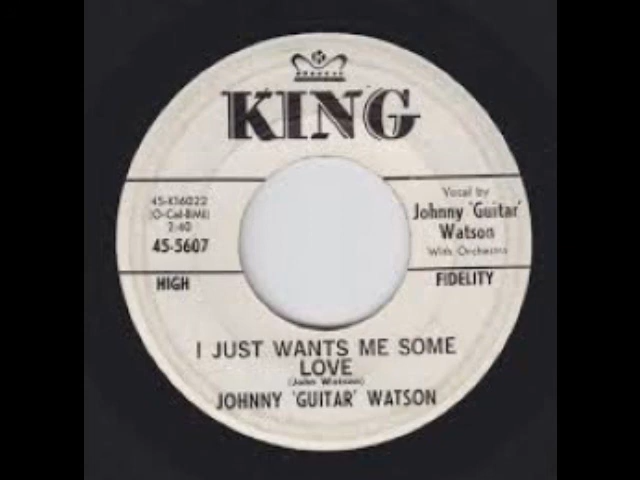 KING
45-K16022
(O-Cal-BMI)
2:40
45-5607
Vocal by
Johnny 'Guitar'
Watson
With Orchestra
HIGH
FIDELITY
I JUST WANTS ME SOME
LOVE
(John Watson)
JOHNNY 'GUITAR' WATSON